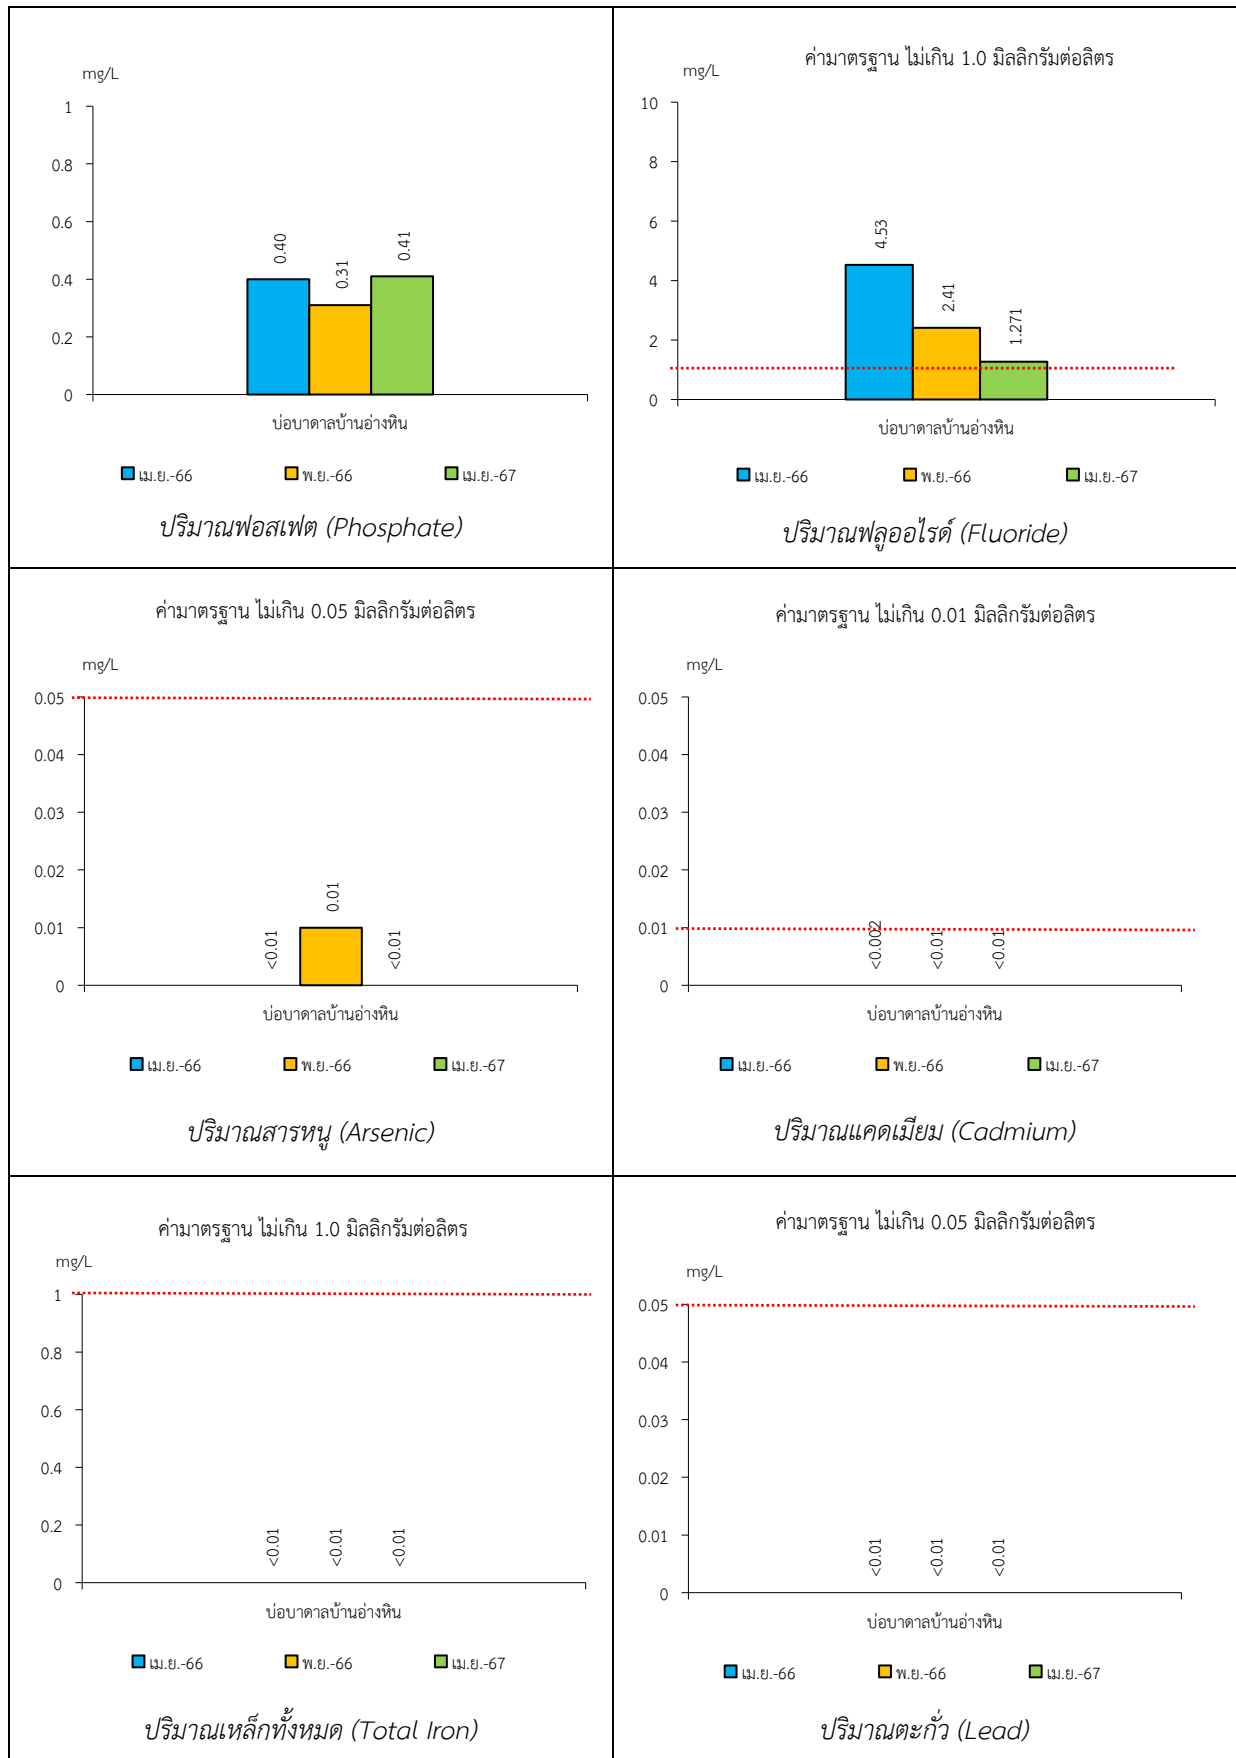 mg/L
1
0.8
0.6
0.4
0.2
0
0.40
0.31
0.41
บ่อบาดาลบ้านอ่างหิน
เม.ย.-66 พ.ย.-66 เม.ย.-67
ปริมาณฟอสเฟต (Phosphate)
ค่ามาตรฐาน ไม่เกิน 1.0 มิลลิกรัมต่อลิตร
mg/L
10
8
6
4
2
0
4.53
2.41
1.271
บ่อบาดาลบ้านอ่างหิน
เม.ย.-66 พ.ย.-66 เม.ย.-67
ปริมาณฟลูออไรด์ (Fluoride)
ค่ามาตรฐาน ไม่เกิน 0.05 มิลลิกรัมต่อลิตร
mg/L
0.05
0.04
0.03
0.02
0.01
0
<0.01
0.01
<0.01
บ่อบาดาลบ้านอ่างหิน
เม.ย.-66 พ.ย.-66 เม.ย.-67
ปริมาณสารหนู (Arsenic)
ค่ามาตรฐาน ไม่เกิน 0.01 มิลลิกรัมต่อลิตร
mg/L
0.05
0.04
0.03
0.02
0.01
0
<0.002
<0.01
<0.01
บ่อบาดาลบ้านอ่างหิน
เม.ย.-66 พ.ย.-66 เม.ย.-67
ปริมาณแคดเมียม (Cadmium)
ค่ามาตรฐาน ไม่เกิน 1.0 มิลลิกรัมต่อลิตร
mg/L
1
0.8
0.6
0.4
0.2
0
<0.01
<0.01
<0.01
บ่อบาดาลบ้านอ่างหิน
เม.ย.-66 พ.ย.-66 เม.ย.-67
ปริมาณเหล็กทั้งหมด (Total Iron)
ค่ามาตรฐาน ไม่เกิน 0.05 มิลลิกรัมต่อลิตร
mg/L
0.05
0.04
0.03
0.02
0.01
0
<0.01
<0.01
<0.01
บ่อบาดาลบ้านอ่างหิน
เม.ย.-66 พ.ย.-66 เม.ย.-67
ปริมาณตะกั่ว (Lead)